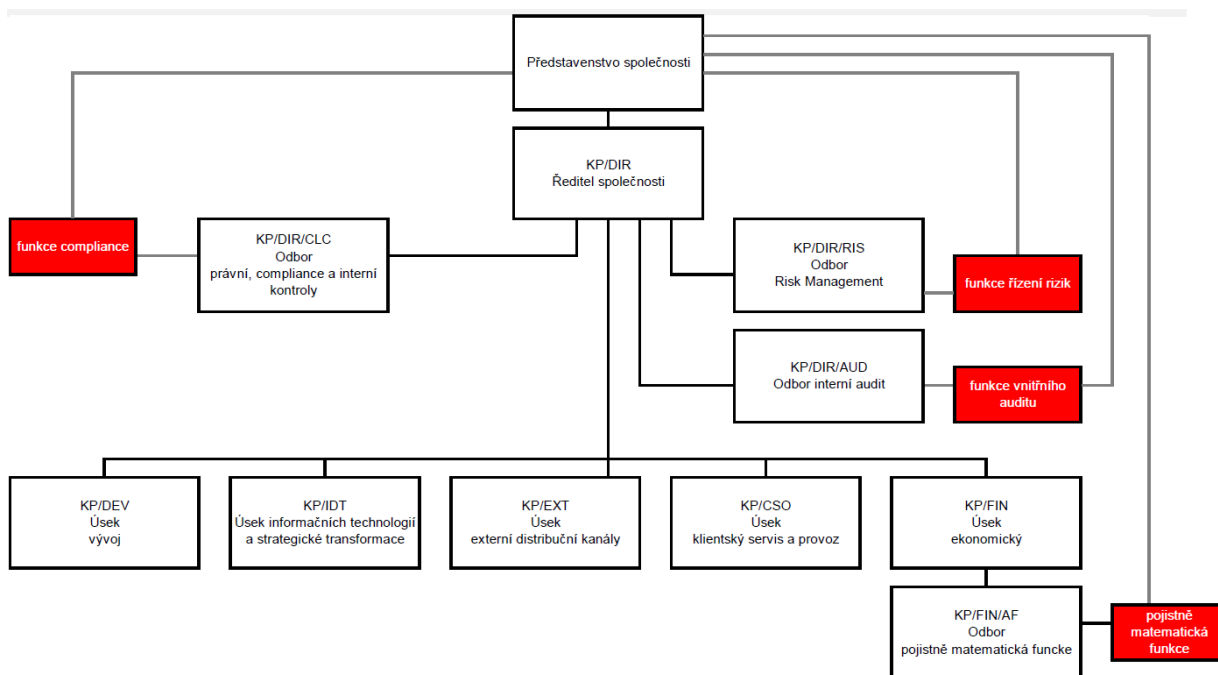 Představenstvo společnosti
KP/DIR
Ředitel společnosti
funkce compliance
KP/DIR/CLC
Odbor
právní, compliance a interní
kontroly
KP/DIR/RIS
Odbor
Risk Management
funkce řízení rizik
KP/DIR/AUD
Odbor interní audit
funkce vnitřního
auditu
KP/DEV
Úsek
vývoj
KP/IDT
Úsek informačních technologií
a strategické transformace
KP/EXT
Úsek
externí distribuční kanály
KP/CSO
Úsek
klientský servis a provoz
KP/FIN
Úsek
ekonomický
KP/FIN/AF
Odbor
pojistně matematická funcke
pojistně
matematická
funkce